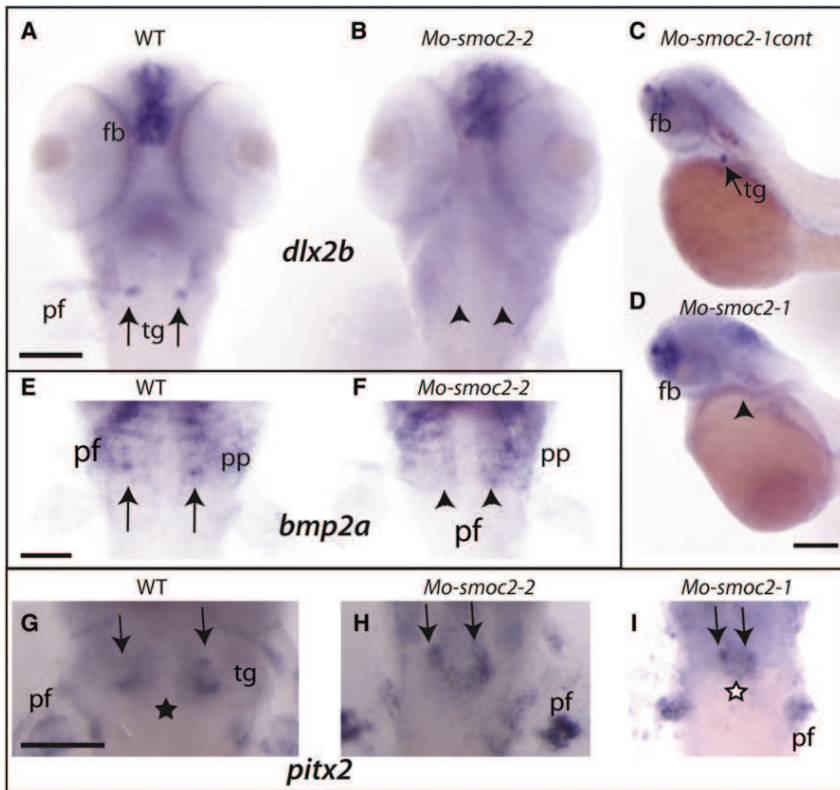 A WT
B Mo-smoc2-2
C Mo-smoc2-1cont
fb
fb
tg
dlx2b
pf
tg
D Mo-smoc2-1
fb
E WT
F Mo-smoc2-2
pf
pp
pp
bmp2a
pf
WT
Mo-smoc2-2
Mo-smoc2-1
G
H
I
tg
pf
pf
pf
pitx2